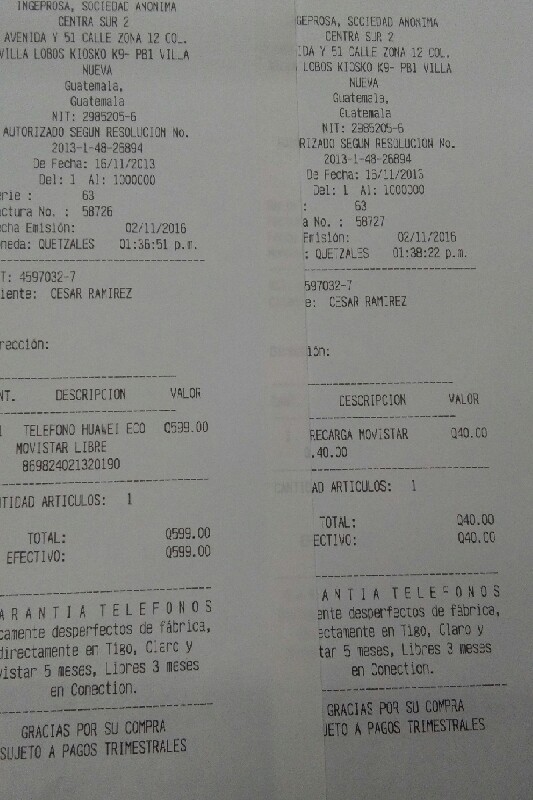 INGEPROSA, SOCIEDAD ANONIMA
CENTRA SUR 2
AVENIDA Y 51 CALLE ZONA 12 COL.
VILLA LOBOS KIOSKO K9- PB1 VILLA
NUEVA
Guatemala,
Guatemala
NIT: 2985205-6
AUTORIZADO SEGUN RESOLUCION No.
2013-1-48-26894
De Fecha: 15/11/2013
Del: 1 Al: 1000000
erie : 63
actura No. : 58726
echa Emisión: 02/11/2016
oneda: QUETZALES 01:36:51 p.m.
T: 4597032-7
iente: CESAR RAMIREZ
rección:
NT. DESCRIPCION VALOR
1 TELEFONO HUAWEI ECO Q599.00
MOVISTAR LIBRE
869824021320190
NTIDAD ARTICULOS: 1
TOTAL: Q599.00
EFECTIVO: Q599.00
ARANTIA TELEFONOS
camente desperfectos de fábrica,
directamente en Tigo, Claro y
vistar 5 meses, Libres 3 meses
en Conection.
GRACIAS POR SU COMPRA
SUJETO A PAGOS TRIMESTRALES
GEPROSA, SOCIEDAD ANONIMA
CENTRA SUR 2
IDA Y 51 CALLE ZONA 12 COL.
LOBOS KIOSKO K9- PB1 VILLA
NUEVA
Guatemala,
Guatemala
NIT: 2985205-6
RIZADO SEGUN RESOLUCION No.
2013-1-48-26894
De Fecha: 15/11/2013
Del: 1 Al: 1000000
: 63
a No. : 58727
Emisión: 02/11/2016
: QUETZALES 01:38:22 p.m.
597032-7
e: CESAR RAMIREZ
ión:
DESCRIPCION VALOR
RECARGA MOVISTAR Q40.00
.40.00
AD ARTICULOS: 1
TOTAL: Q40.00
ECTIVO: Q40.00
ARANTIA TELEFONOS
ente desperfectos de fábrica,
ectamente en Tigo, Claro y
tar 5 meses, Libres 3 meses
en Conection.
GRACIAS POR SU COMPRA
JETO A PAGOS TRIMESTRALES